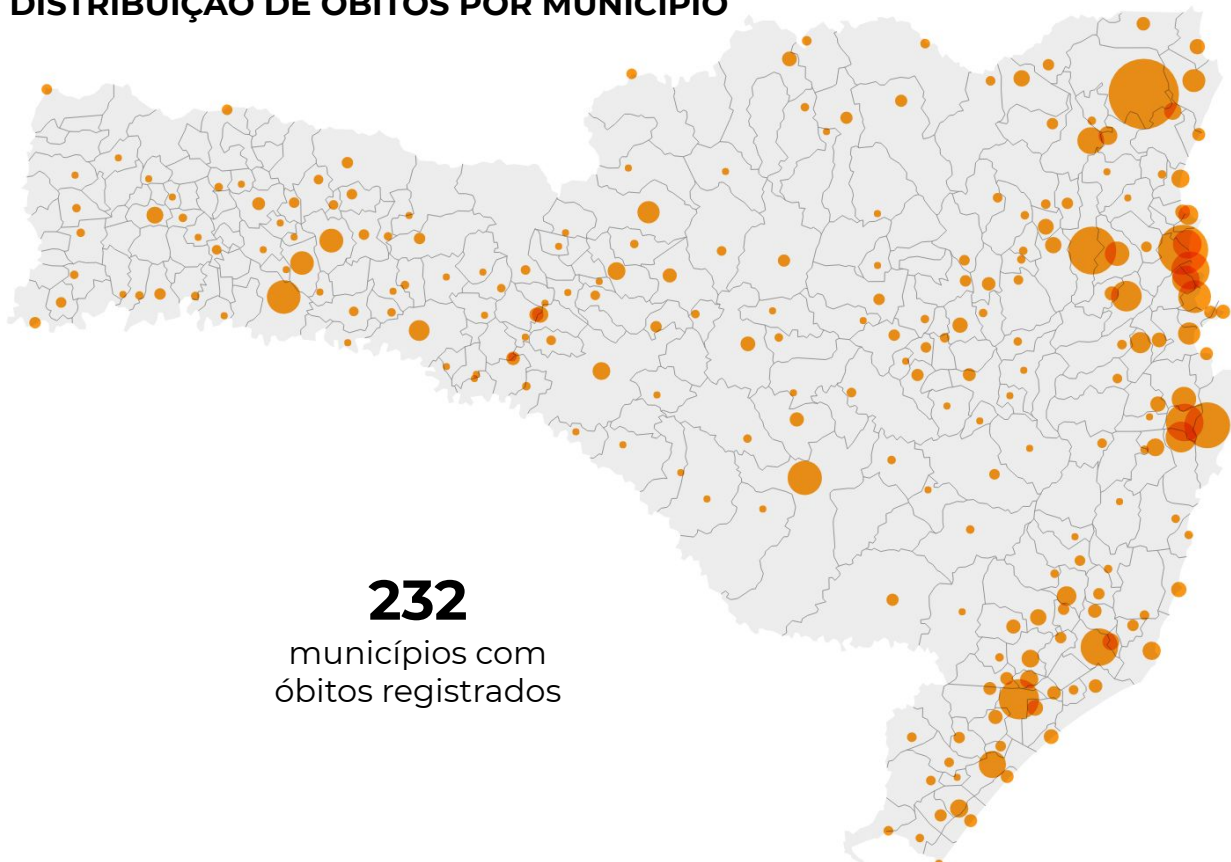 DISTRIBUIÇÃO DE ÓBITOS POR MUNICÍPIO
232
municípios com
óbitos registrados